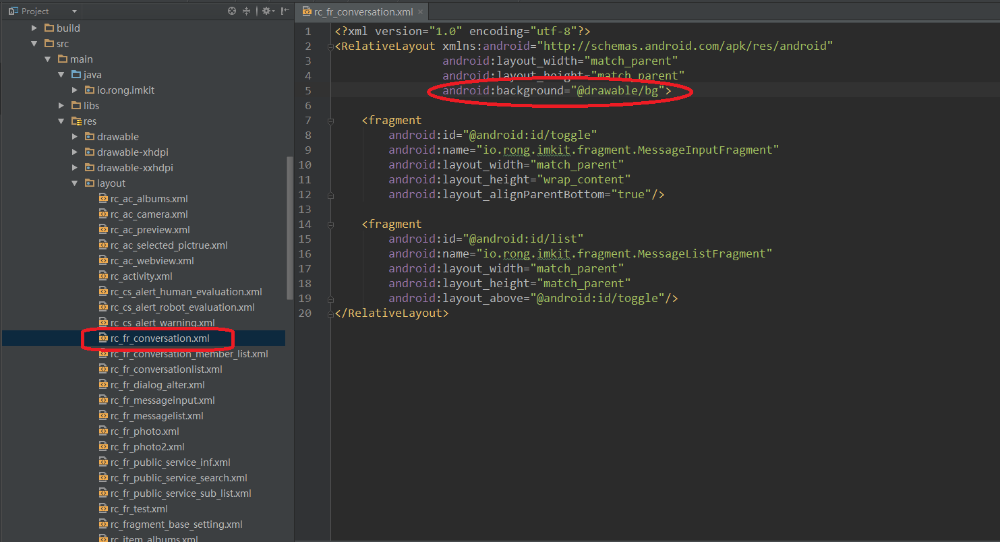 Project
build
src
main
java
io.rong.imkit
libs
res
drawable
drawable-xhdpi
drawable-xxhdpi
layout
rc_ac_albums.xml
rc_ac_camera.xml
rc_ac_preview.xml
rc_ac_selected_pictrue.xml
rc_ac_webview.xml
rc_activity.xml
rc_cs_alert_human_evaluation.xml
rc_cs_alert_robot_evaluation.xml
rc_cs_alert_warning.xml
rc_fr_conversation.xml
rc_fr_conversation_member_list.xml
rc_fr_conversationlist.xml
rc_fr_dialog_alter.xml
rc_fr_messageinput.xml
rc_fr_messagelist.xml
rc_fr_photo.xml
rc_fr_photo2.xml
rc_fr_public_service_inf.xml
rc_fr_public_service_search.xml
rc_fr_public_service_sub_list.xml
rc_fr_test.xml
rc_fragment_base_setting.xml
rc_item_albums.xml
rc_fr_conversation.xml
1 <?xml version="1.0" encoding="utf-8"?>
2 <RelativeLayout xmlns:android="http://schemas.android.com/apk/res/android"
3 android:layout_width="match_parent"
4 android:layout_height="match_parent"
5 android:background="@drawable/bg">
6
7 <fragment
8 android:id="@android:id/toggle"
9 android:name="io.rong.imkit.fragment.MessageInputFragment"
10 android:layout_width="match_parent"
11 android:layout_height="wrap_content"
12 android:layout_alignParentBottom="true"/>
13
14 <fragment
15 android:id="@android:id/list"
16 android:name="io.rong.imkit.fragment.MessageListFragment"
17 android:layout_width="match_parent"
18 android:layout_height="match_parent"
19 android:layout_above="@android:id/toggle"/>
20 </RelativeLayout>